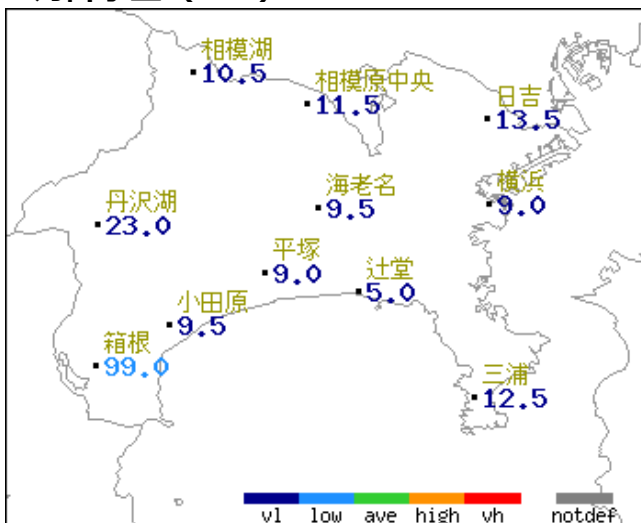 相模湖
10.5
相模原中央
11.5
日吉
13.5
丹沢湖
23.0
海老名
9.5
横浜
9.0
平塚
9.0
辻堂
5.0
小田原
9.5
箱根
99.0
三浦
12.5
vl low ave high vh notdef